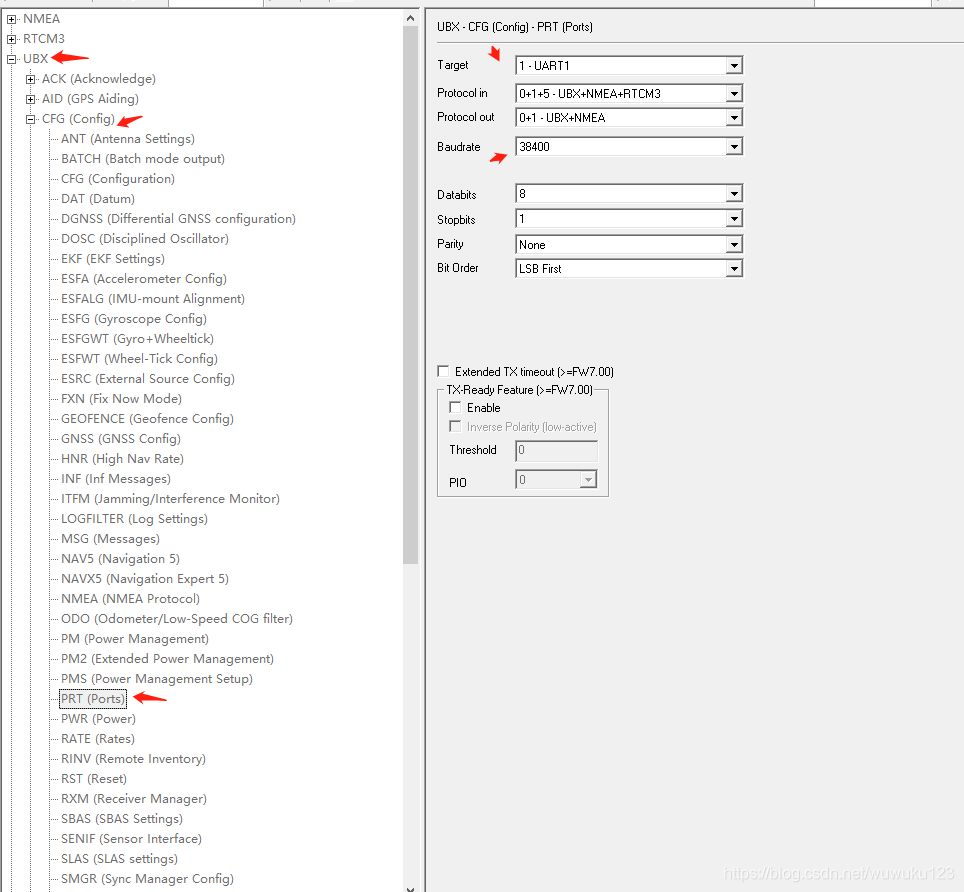 NMEA
RTCM3
UBX
ACK (Acknowledge)
AID (GPS Aiding)
CFG (Config)
ANT (Antenna Settings)
BATCH (Batch mode output)
CFG (Configuration)
DAT (Datum)
DGNSS (Differential GNSS configuration)
DOSC (Disciplined Oscillator)
EKF (EKF Settings)
ESFA (Accelerometer Config)
ESFALG (IMU-mount Alignment)
ESFG (Gyroscope Config)
ESFGWT (Gyro+Wheeltick)
ESFWT (Wheel-Tick Config)
ESRC (External Source Config)
FXN (Fix Now Mode)
GEOFENCE (Geofence Config)
GNSS (GNSS Config)
HNR (High Nav Rate)
INF (Inf Messages)
ITFM (Jamming/Interference Monitor)
LOGFILTER (Log Settings)
MSG (Messages)
NAV5 (Navigation 5)
NAVX5 (Navigation Expert 5)
NMEA (NMEA Protocol)
ODO (Odometer/Low-Speed COG filter)
PM (Power Management)
PM2 (Extended Power Management)
PMS (Power Management Setup)
PRT (Ports)
PWR (Power)
RATE (Rates)
RINV (Remote Inventory)
RST (Reset)
RXM (Receiver Manager)
SBAS (SBAS Settings)
SENIF (Sensor Interface)
SLAS (SLAS settings)
SMGR (Sync Manager Config)
UBX - CFG (Config) - PRT (Ports)
Target 1 - UART1
Protocol in 0+1+5 - UBX+NMEA+RTCM3
Protocol out 0+1 - UBX+NMEA
Baudrate 38400
Databits 8
Stopbits 1
Parity None
Bit Order LSB First
Extended TX timeout (>=FW7.00)
TX-Ready Feature (>=FW7.00)
Enable
Inverse Polarity (low-active)
Threshold 0
PIO 0
https://blog.csdn.net/wuwuku123